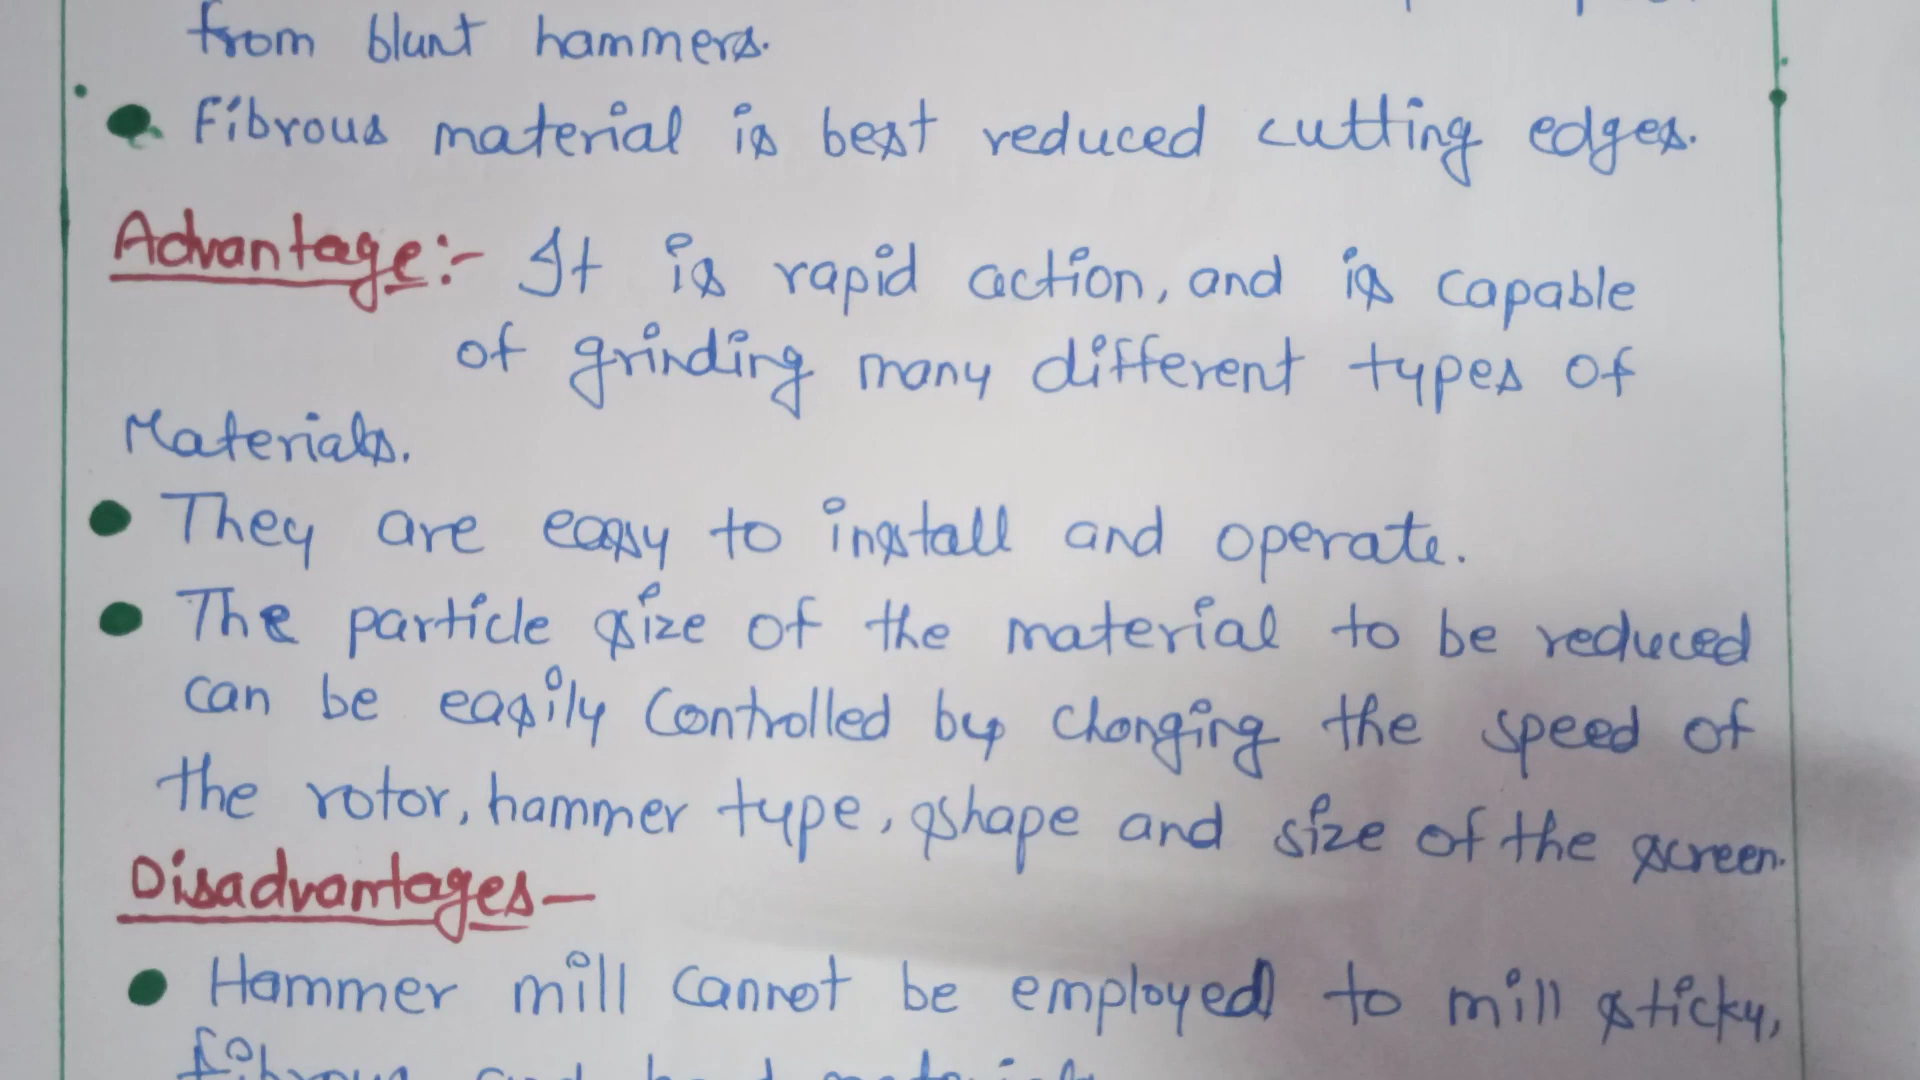 from blunt hammers.
Fibrous material is best reduced cutting edges.
Advantage:- It is rapid action, and is capable
of grinding many different types of
Materials.
They are easy to install and operate.
The particle size of the material to be reduced
can be easily controlled by changing the speed of
the rotor, hammer type, shape and size of the screen.
Disadvantages-
Hammer mill cannot be employed to mill sticky,